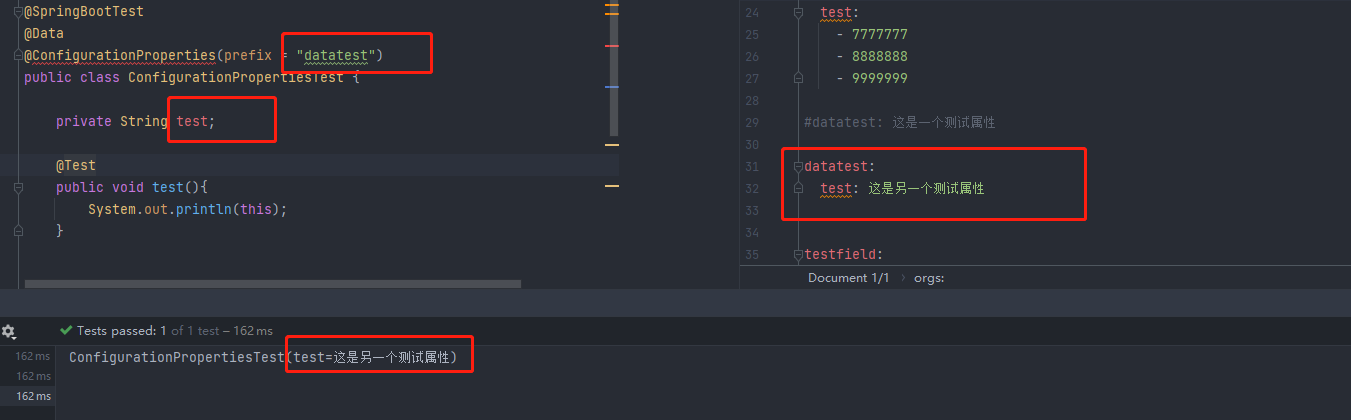 @SpringBootTest
@Data
@ConfigurationProperties(prefix = "datatest")
public class ConfigurationPropertiesTest {
private String test;
@Test
public void test(){
System.out.println(this);
}
24 test:
25 - 7777777
26 - 8888888
27 - 9999999
28
29 #datatest: 这是一个测试属性
30
31 datatest:
32 test: 这是另一个测试属性
33
34
35 testfield:
Document 1/1 › orgs:
Tests passed: 1 of 1 test – 162 ms
162 ms ConfigurationPropertiesTest(test=这是另一个测试属性)
162 ms
162 ms